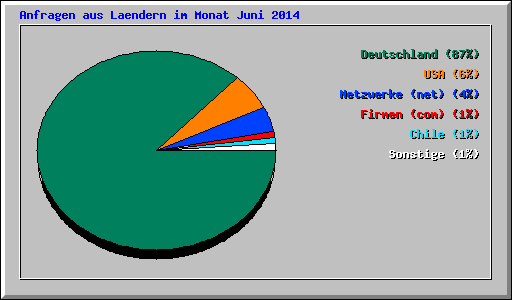 Anfragen aus Laendern im Monat Juni 2014
Deutschland (87%)
USA (6%)
Netzwerke (net) (4%)
Firmen (com) (1%)
Chile (1%)
Sonstige (1%)